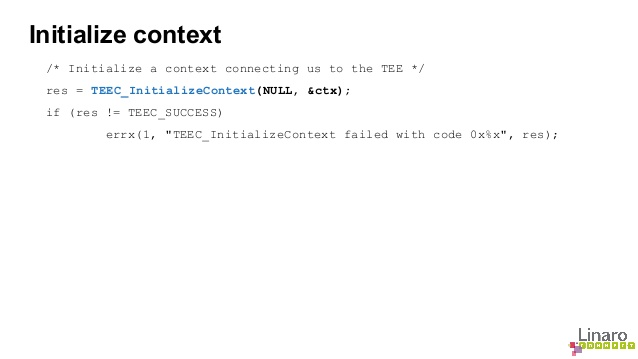 Initialize context
/* Initialize a context connecting us to the TEE */
res = TEEC_InitializeContext(NULL, &ctx);
if (res != TEEC_SUCCESS)
errx(1, "TEEC_InitializeContext failed with code 0x%x", res);
Linaro
connect